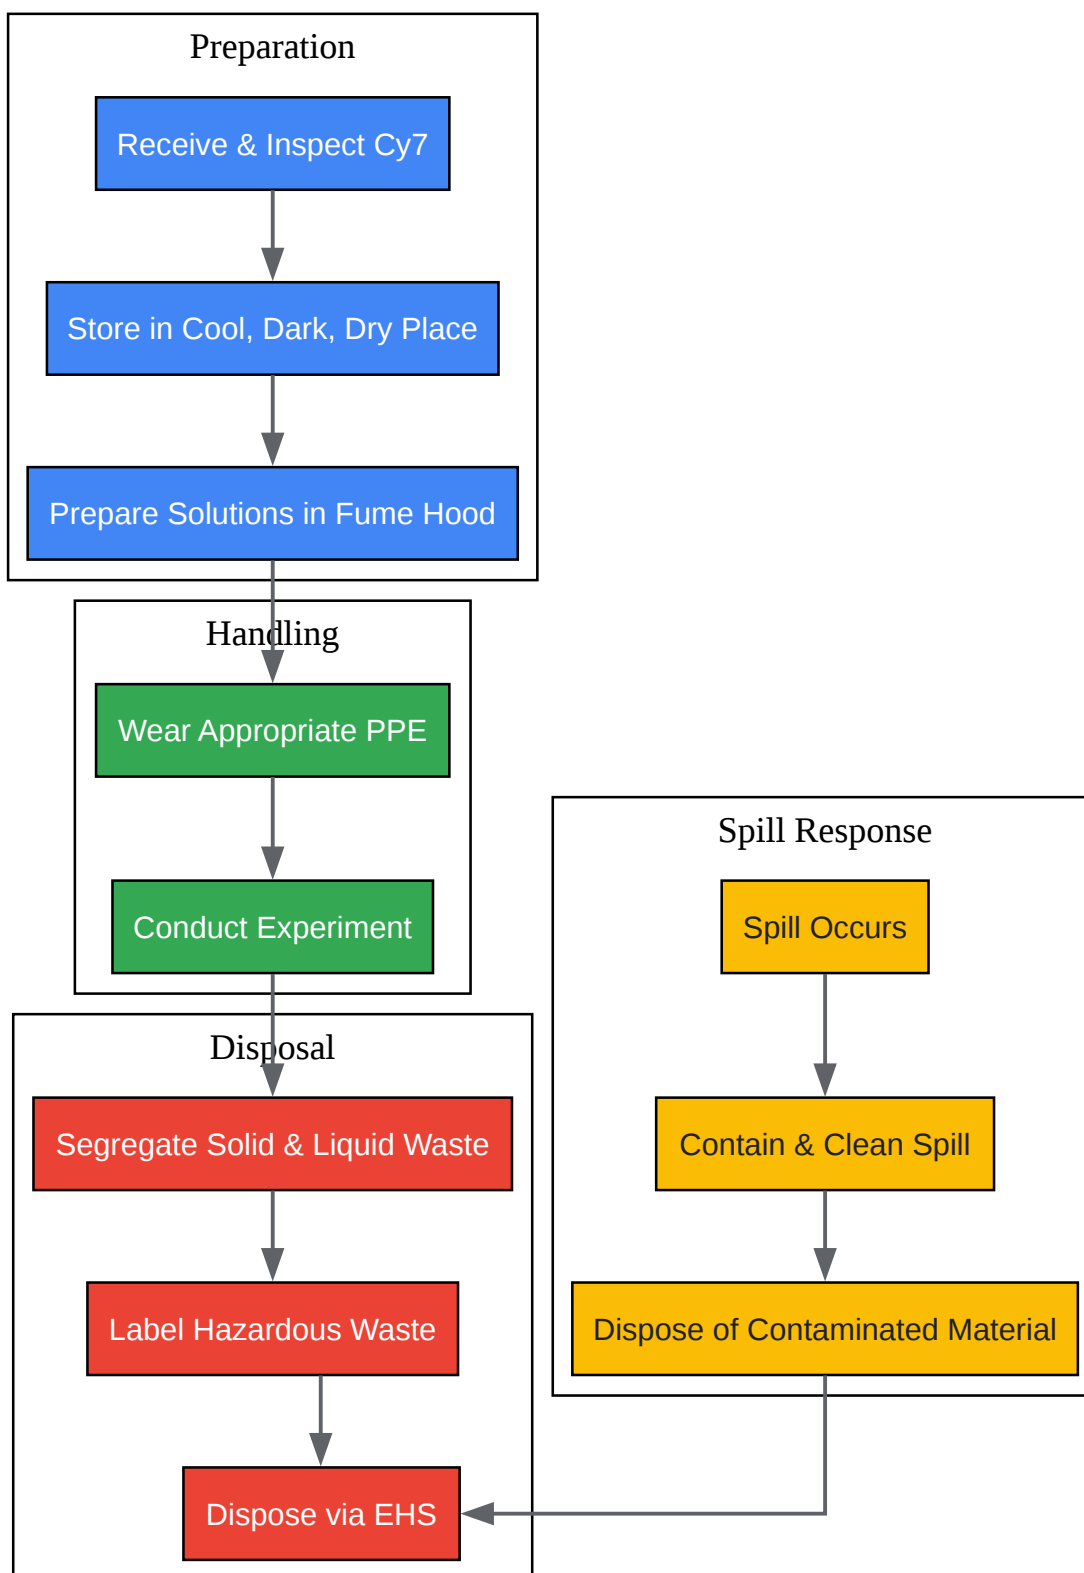 Preparation
Receive & Inspect Cy7
Store in Cool, Dark, Dry Place
Prepare Solutions in Fume Hood
Handling
Wear Appropriate PPE
Conduct Experiment
Disposal
Segregate Solid & Liquid Waste
Label Hazardous Waste
Dispose via EHS
Spill Response
Spill Occurs
Contain & Clean Spill
Dispose of Contaminated Material